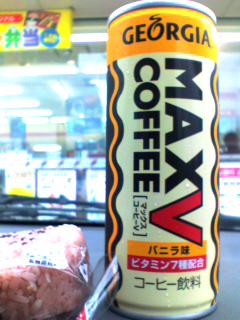 弁当
GEORGIA
MAX V
COFFEE
[マックス
コーヒーV]
バニラ味
ビタミン7種配合
コーヒー飲料